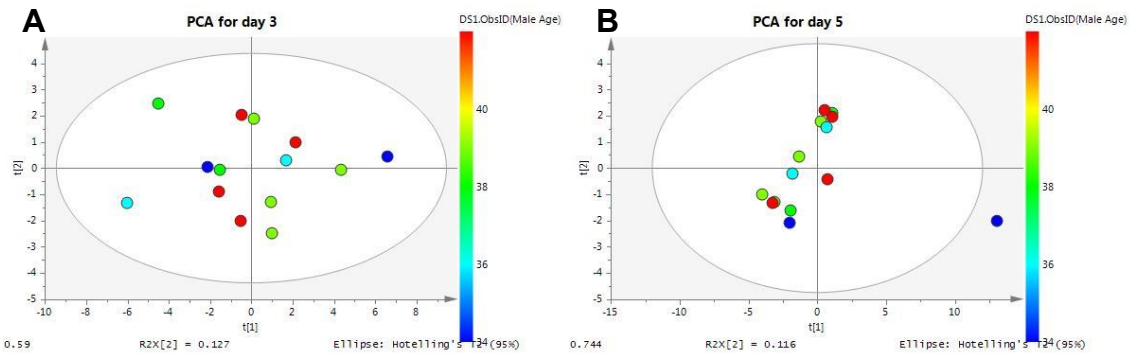 A
PCA for day 3
DS1.ObsID(Male Age)
4
3
2
1
0
-1
-2
-3
-4
-5
t[2]
-10 -8 -6 -4 -2 0 2 4 6 8 10
t[1]
40
38
36
34
0.59 R2X[2] = 0.127 Ellipse: Hotelling's T2 (95%)
B
PCA for day 5
DS1.ObsID(Male Age)
4
3
2
1
0
-1
-2
-3
-4
-5
t[2]
-15 -10 -5 0 5 10
t[1]
40
38
36
34
0.744 R2X[2] = 0.116 Ellipse: Hotelling's T2 (95%)